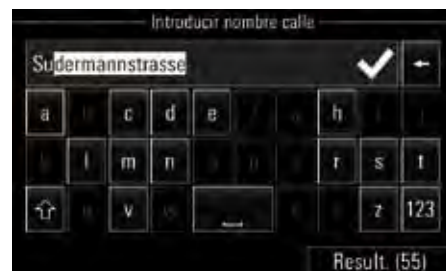 Introducir nombre calle
Sudermannstrasse
a c d e h
l m n r s t
v z 123
Result. (55)